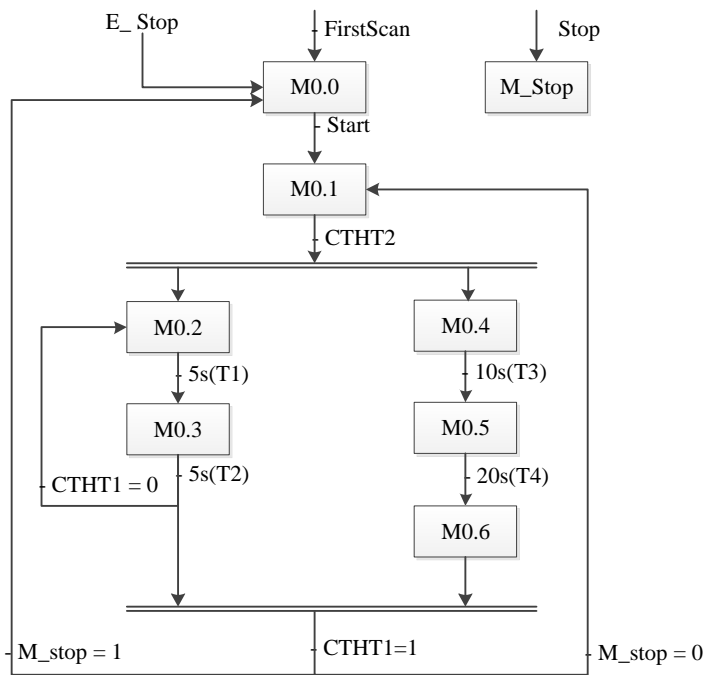 E_ Stop
FirstScan
Stop
M0.0
M_Stop
Start
M0.1
CTHT2
M0.2
M0.4
5s(T1)
10s(T3)
M0.3
M0.5
5s(T2)
20s(T4)
CTHT1 = 0
M0.6
M_stop = 1
CTHT1=1
M_stop = 0